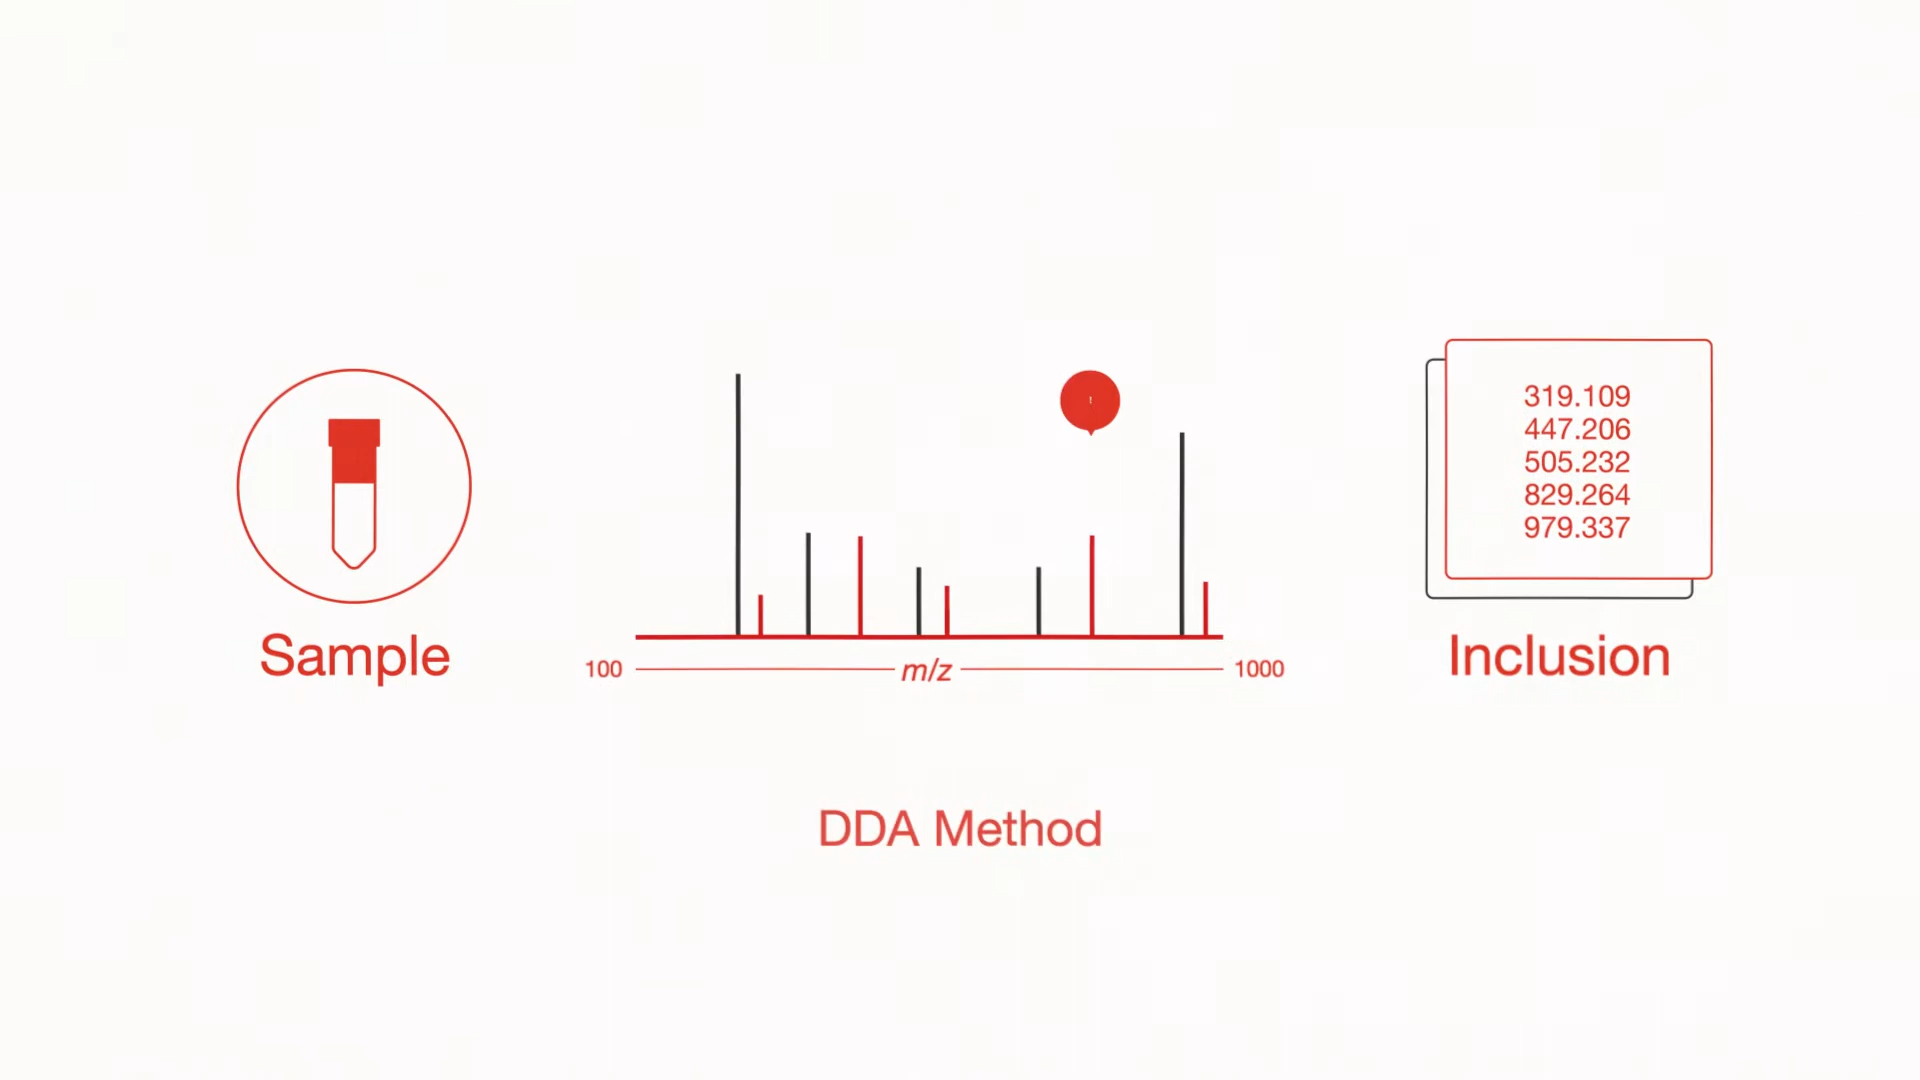 319.109
447.206
505.232
829.264
979.337
Sample
100 m/z 1000
Inclusion
DDA Method